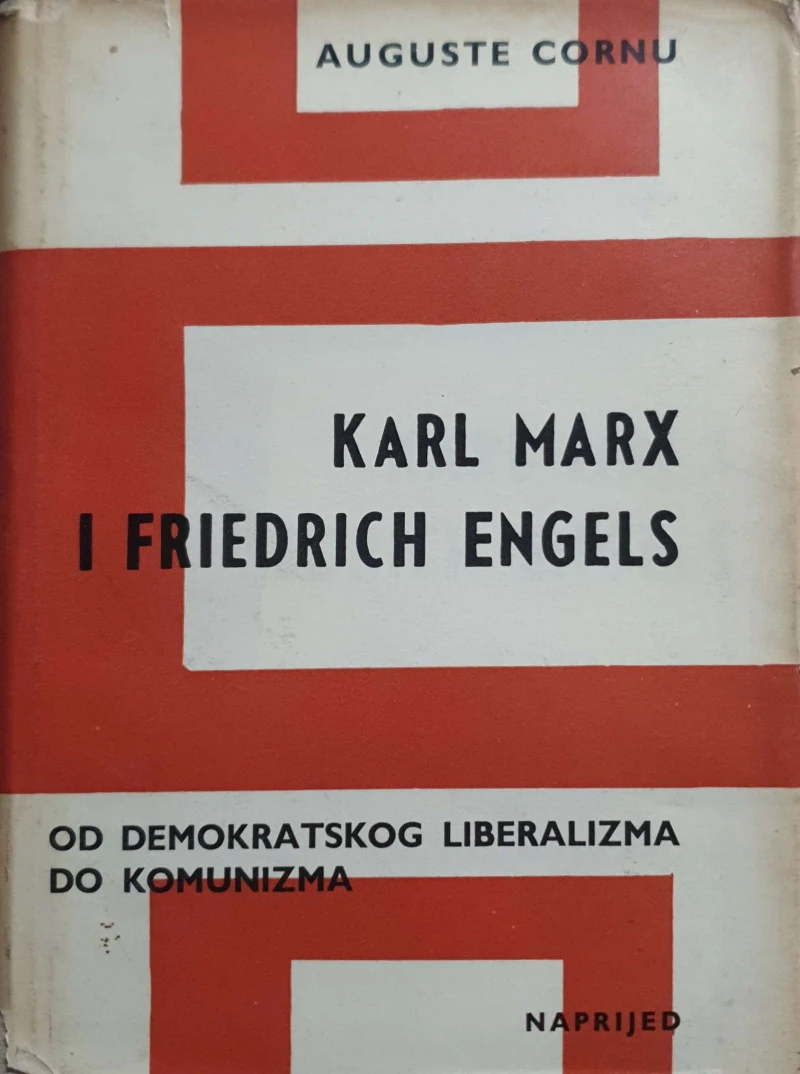 AUGUSTE CORNU
KARL MARX
I FRIEDRICH ENGELS
OD DEMOKRATSKOG LIBERALIZMA
DO KOMUNIZMA
NAPRIJED